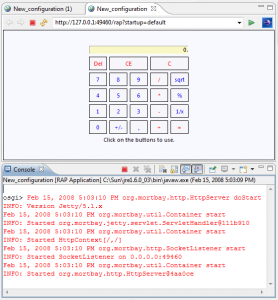 New_configuration (1)
New_configuration
http://127.0.0.1:49460/rap?startup=default
0.
Del CE C
7 8 9 / sqrt
4 5 6 * %
1 2 3 - 1/x
0 +/- . + =
Click on the buttons to use.
Console
New_configuration [RAP Application] C:\Sun\jre1.6.0_03\bin\javaw.exe (Feb 15, 2008 5:03:09 PM)
osgi> Feb 15, 2008 5:03:10 PM org.mortbay.http.HttpServer doStart
INFO: Version Jetty/5.1.x
Feb 15, 2008 5:03:10 PM org.mortbay.util.Container start
INFO: Started org.mortbay.jetty.servlet.ServletHandler@111b810
Feb 15, 2008 5:03:10 PM org.mortbay.util.Container start
INFO: Started HttpContext[/,/]
Feb 15, 2008 5:03:10 PM org.mortbay.http.SocketListener start
INFO: Started SocketListener on 0.0.0.0:49460
Feb 15, 2008 5:03:10 PM org.mortbay.util.Container start
INFO: Started org.mortbay.http.HttpServer@4aa0ce